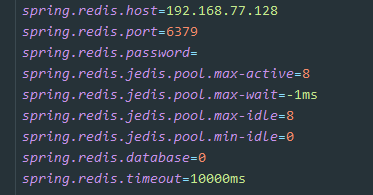 spring.redis.host=192.168.77.128
spring.redis.port=6379
spring.redis.password=
spring.redis.jedis.pool.max-active=8
spring.redis.jedis.pool.max-wait=-1ms
spring.redis.jedis.pool.max-idle=8
spring.redis.jedis.pool.min-idle=0
spring.redis.database=0
spring.redis.timeout=10000ms